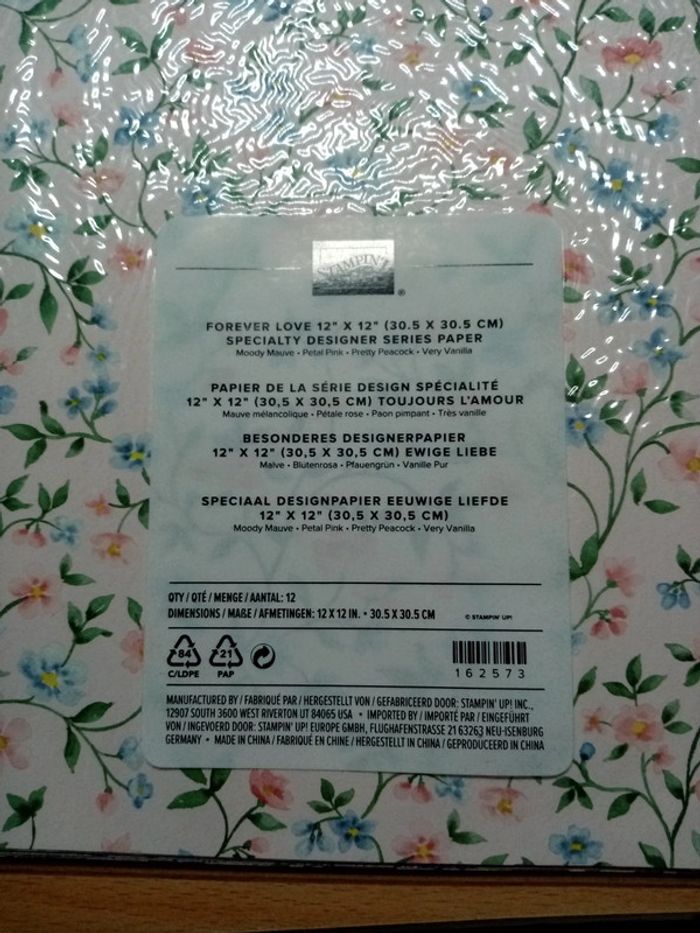 STAMPIN'
®
FOREVER LOVE 12" X 12" (30.5 X 30.5 CM)
SPECIALTY DESIGNER SERIES PAPER
Moody Mauve • Petal Pink • Pretty Peacock • Very Vanilla
PAPIER DE LA SÉRIE DESIGN SPÉCIALITÉ
12" X 12" (30,5 X 30,5 CM) TOUJOURS L'AMOUR
Mauve mélancolique • Pétale rose • Paon pimpant • Très vanille
BESONDERES DESIGNERPAPIER
12" X 12" (30,5 X 30,5 CM) EWIGE LIEBE
Malve • Blütenrosa • Pfauengrün • Vanille Pur
SPECIAAL DESIGNPAPIER EEUWIGE LIEFDE
12" X 12" (30,5 X 30,5 CM)
Moody Mauve • Petal Pink • Pretty Peacock • Very Vanilla
QTY / QTÉ / MENGE / AANTAL: 12
DIMENSIONS / MAẞE / AFMETINGEN: 12 X 12 IN. • 30.5 X 30.5 CM
© STAMPIN' UP!
84 21
C/LDPE PAP
162573
MANUFACTURED BY / FABRIQUÉ PAR / HERGESTELLT VON / GEFABRICEERD DOOR: STAMPIN' UP! INC.,
12907 SOUTH 3600 WEST RIVERTON UT 84065 USA • IMPORTED BY / IMPORTÉ PAR / EINGEFÜHRT
VON / INGEVOERD DOOR: STAMPIN' UP! EUROPE GMBH, FLUGHAFENSTRASSE 21 63263 NEU-ISENBURG
GERMANY • MADE IN CHINA / FABRIQUÉ EN CHINE / HERGESTELLT IN CHINA / GEPRODUCEERD IN CHINA